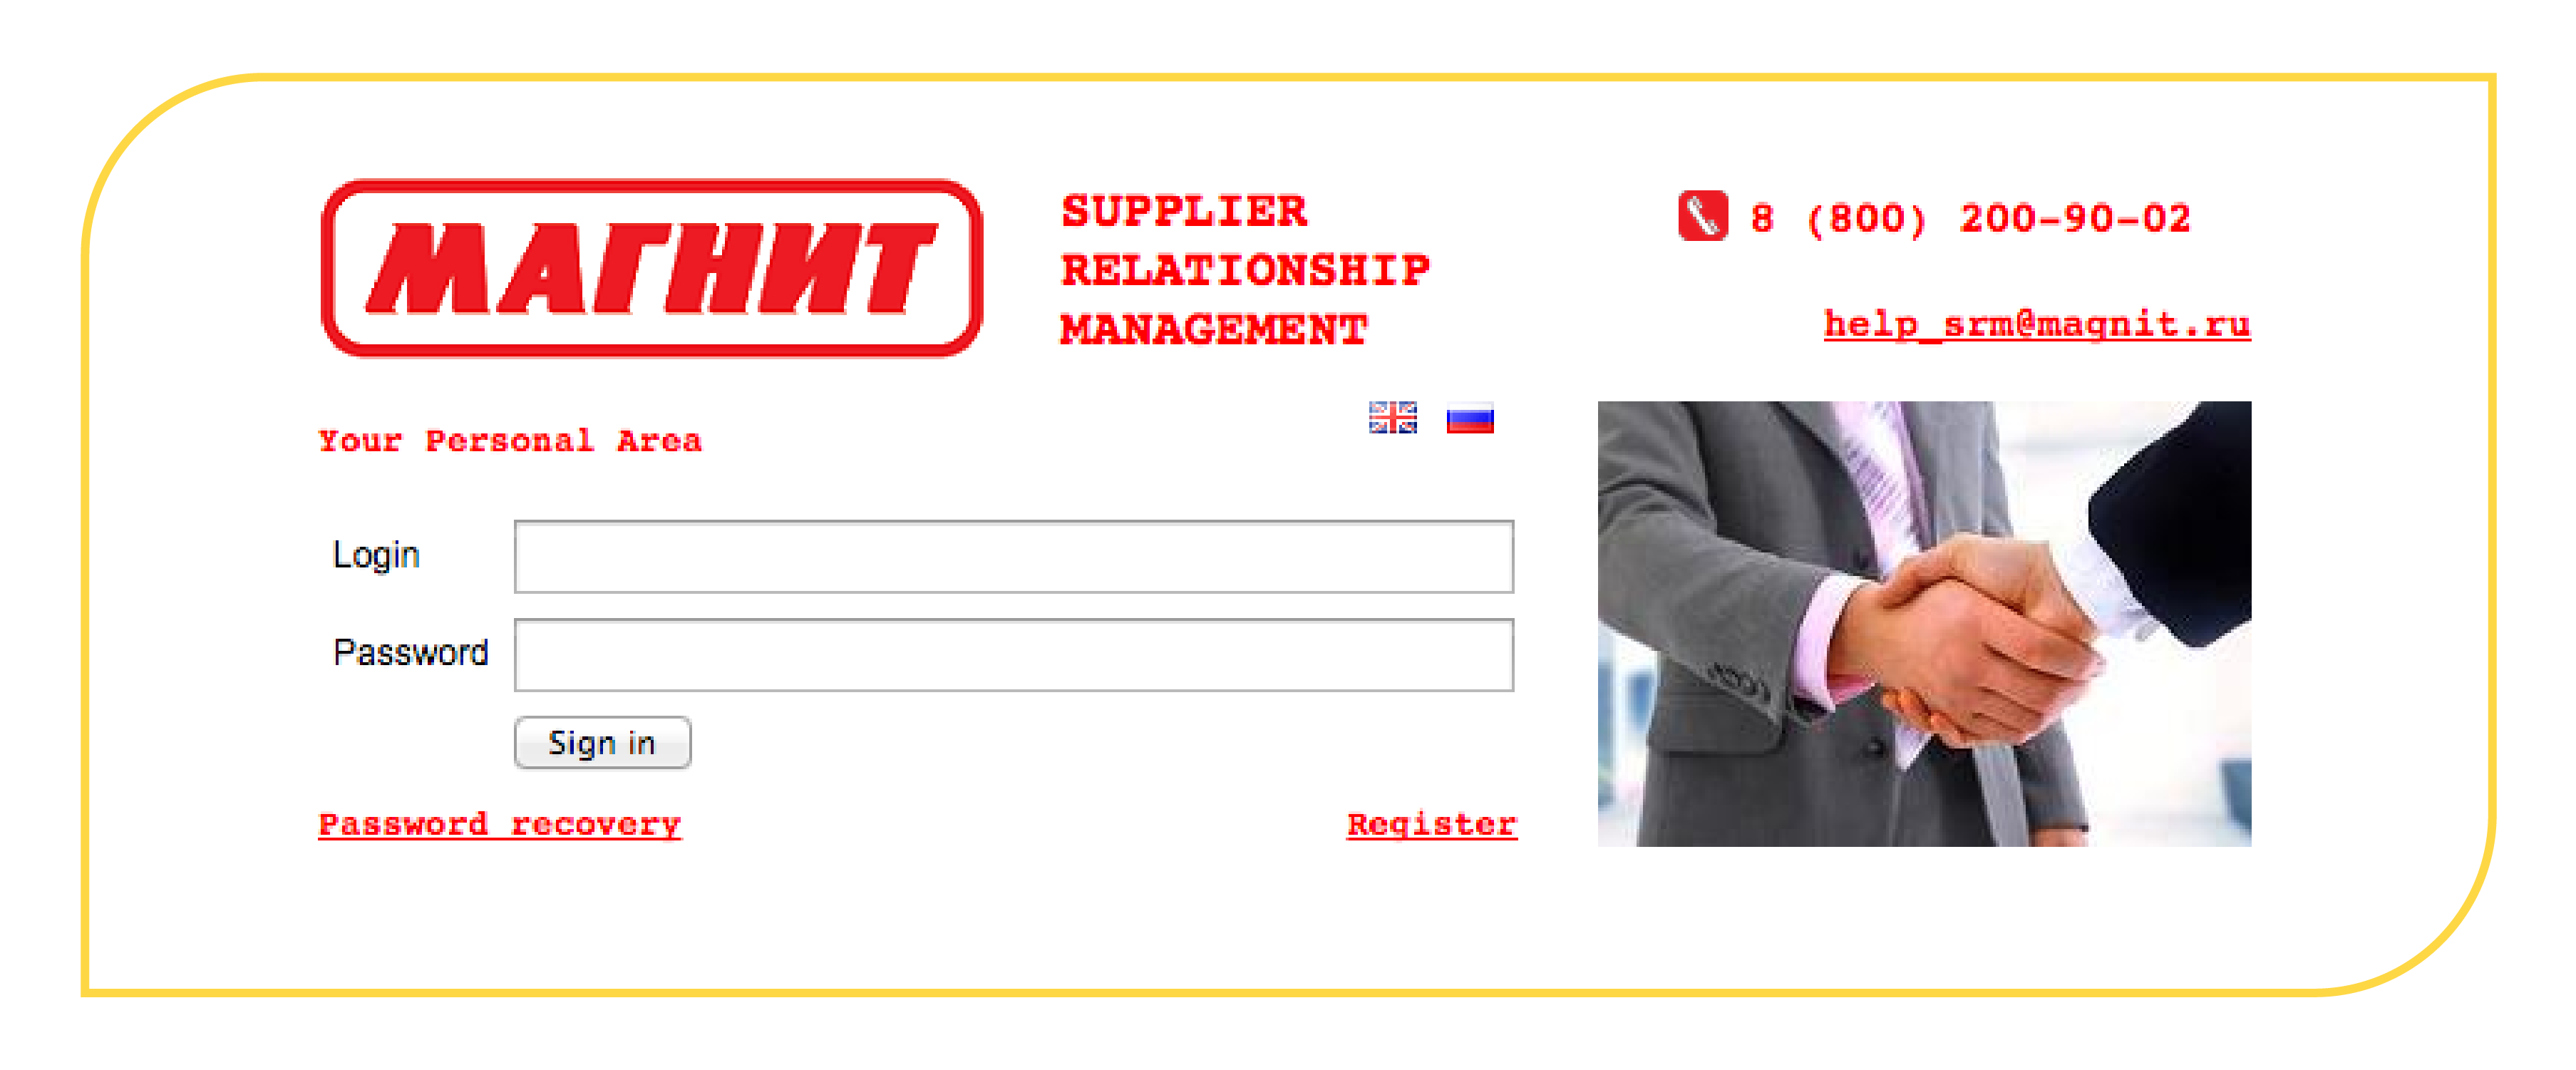 МАГНИТ
SUPPLIER
RELATIONSHIP
MANAGEMENT
8 (800) 200-90-02
help_srm@magnit.ru
Your Personal Area
Login
Password
Sign in
Password recovery
Register